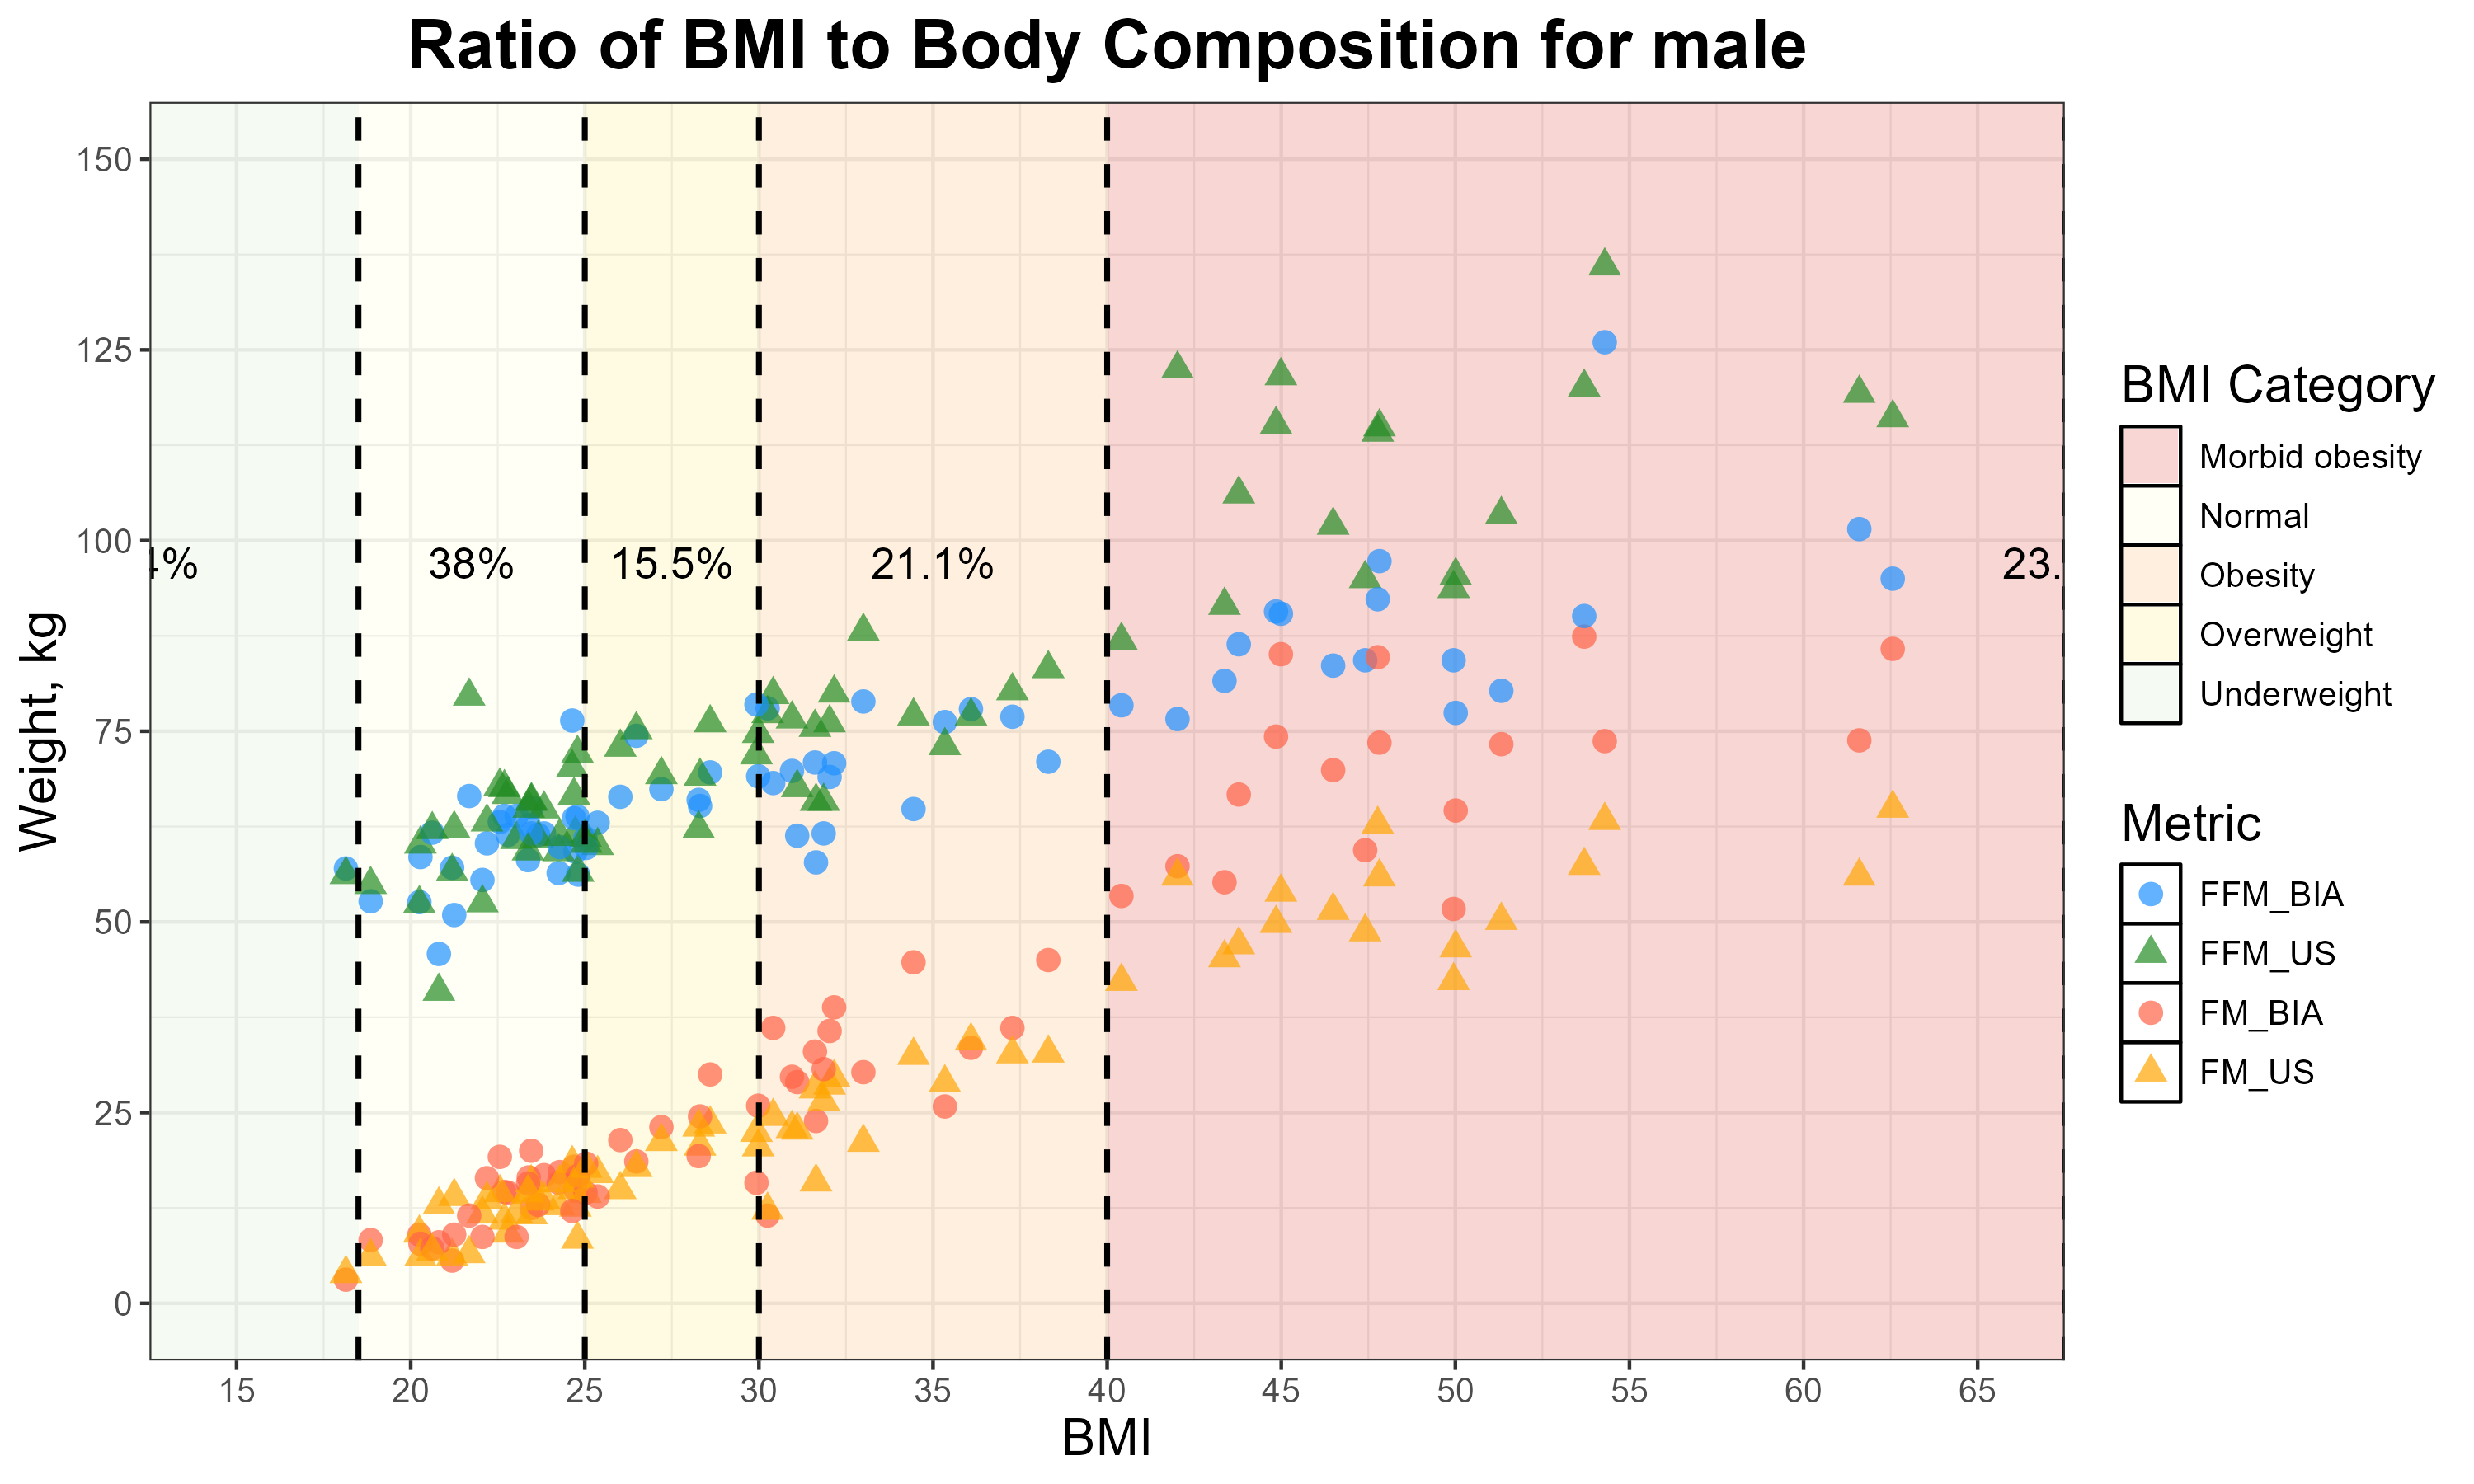 Ratio of BMI to Body Composition for male
150
125
100
75
50
25
0
Weight, kg
4%
38%
15.5%
21.1%
23.
15
20
25
30
35
40
45
50
55
60
65
BMI
BMI Category
Morbid obesity
Normal
Obesity
Overweight
Underweight
Metric
FFM_BIA
FFM_US
FM_BIA
FM_US